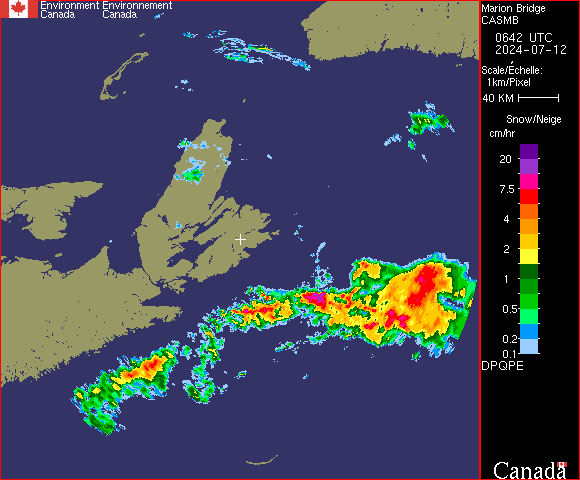 Environment Environnement
Canada Canada
Marion Bridge
CASMB
0642 UTC
2024-07-12
Scale/Échelle:
1km/Pixel
40 KM
Snow/Neige
cm/hr
20
7.5
4
2
1
0.5
0.2
0.1
DPQPE
Canada